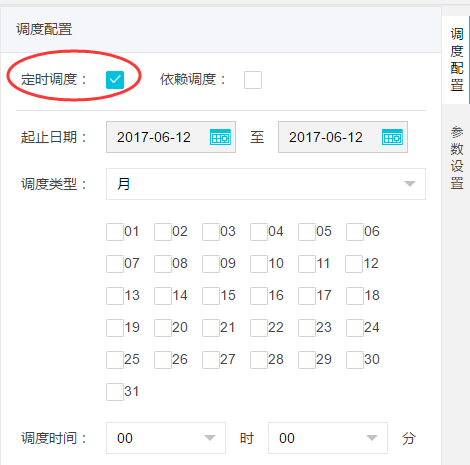 调度配置
定时调度： 依赖调度：
起止日期： 2017-06-12 至 2017-06-12
调度类型： 月
01 02 03 04 05 06
07 08 09 10 11 12
13 14 15 16 17 18
19 20 21 22 23 24
25 26 27 28 29 30
31
调度时间： 00 时 00 分
调度配置
参数设置